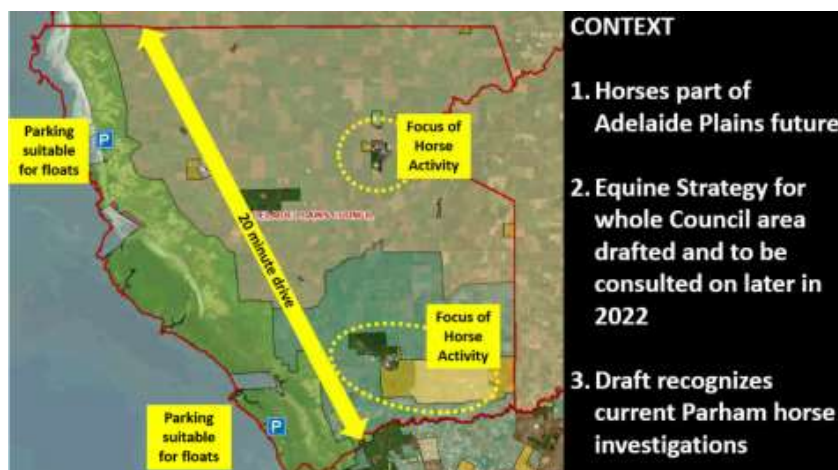 CONTEXT
1. Horses part of
Adelaide Plains future
2. Equine Strategy for
whole Council area
drafted and to be
consulted on later in
2022
3. Draft recognizes
current Parham horse
investigations
Parking
suitable
for floats
P
Focus of
Horse
Activity
20 minute drive
COUNCIL
Focus of
Horse
Activity
Parking
suitable
for floats
P